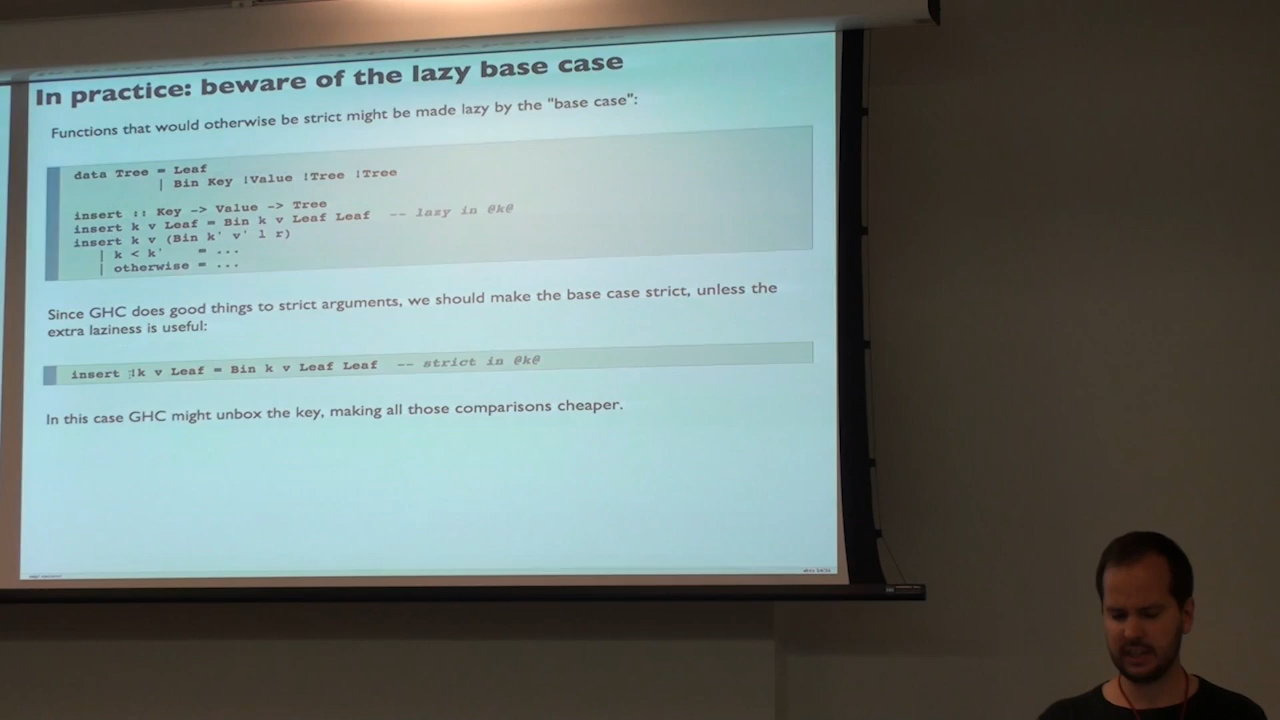 In practice: beware of the lazy base case
Functions that would otherwise be strict might be made lazy by the "base case":
data Tree = Leaf
| Bin Key !Value !Tree !Tree
insert :: Key -> Value -> Tree
insert k v Leaf = Bin k v Leaf Leaf -- lazy in @k@
insert k v (Bin k' v' l r)
| k < k' = ...
| otherwise = ...
Since GHC does good things to strict arguments, we should make the base case strict, unless the
extra laziness is useful:
insert !k v Leaf = Bin k v Leaf Leaf -- strict in @k@
In this case GHC might unbox the key, making all those comparisons cheaper.